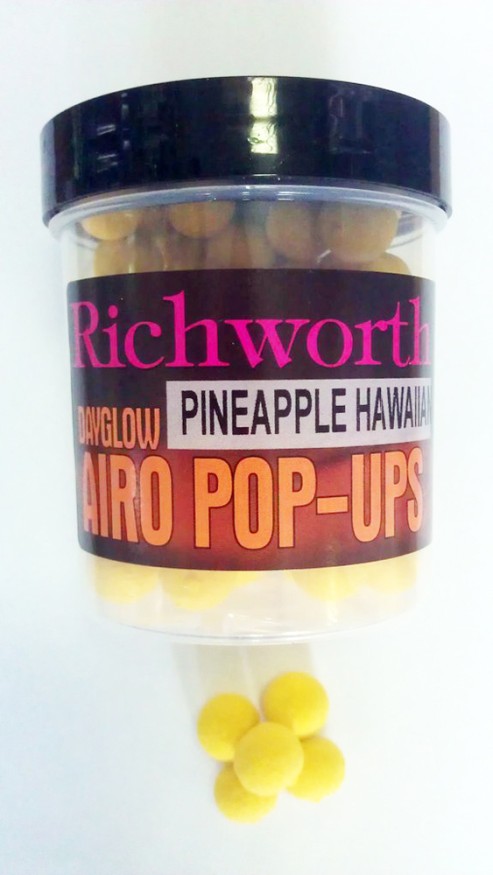 Richworth
PINEAPPLE HAWAIIAN
DAYGLOW
AIRO POP-UPS